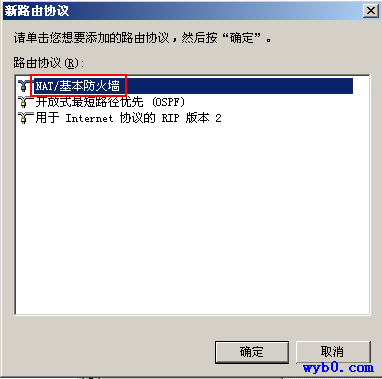 新路由协议
请单击您想要添加的路由协议，然后按“确定”。
路由协议(R):
NAT/基本防火墙
开放式最短路径优先 (OSPF)
用于 Internet 协议的 RIP 版本 2
确定
取消
wyb0.com